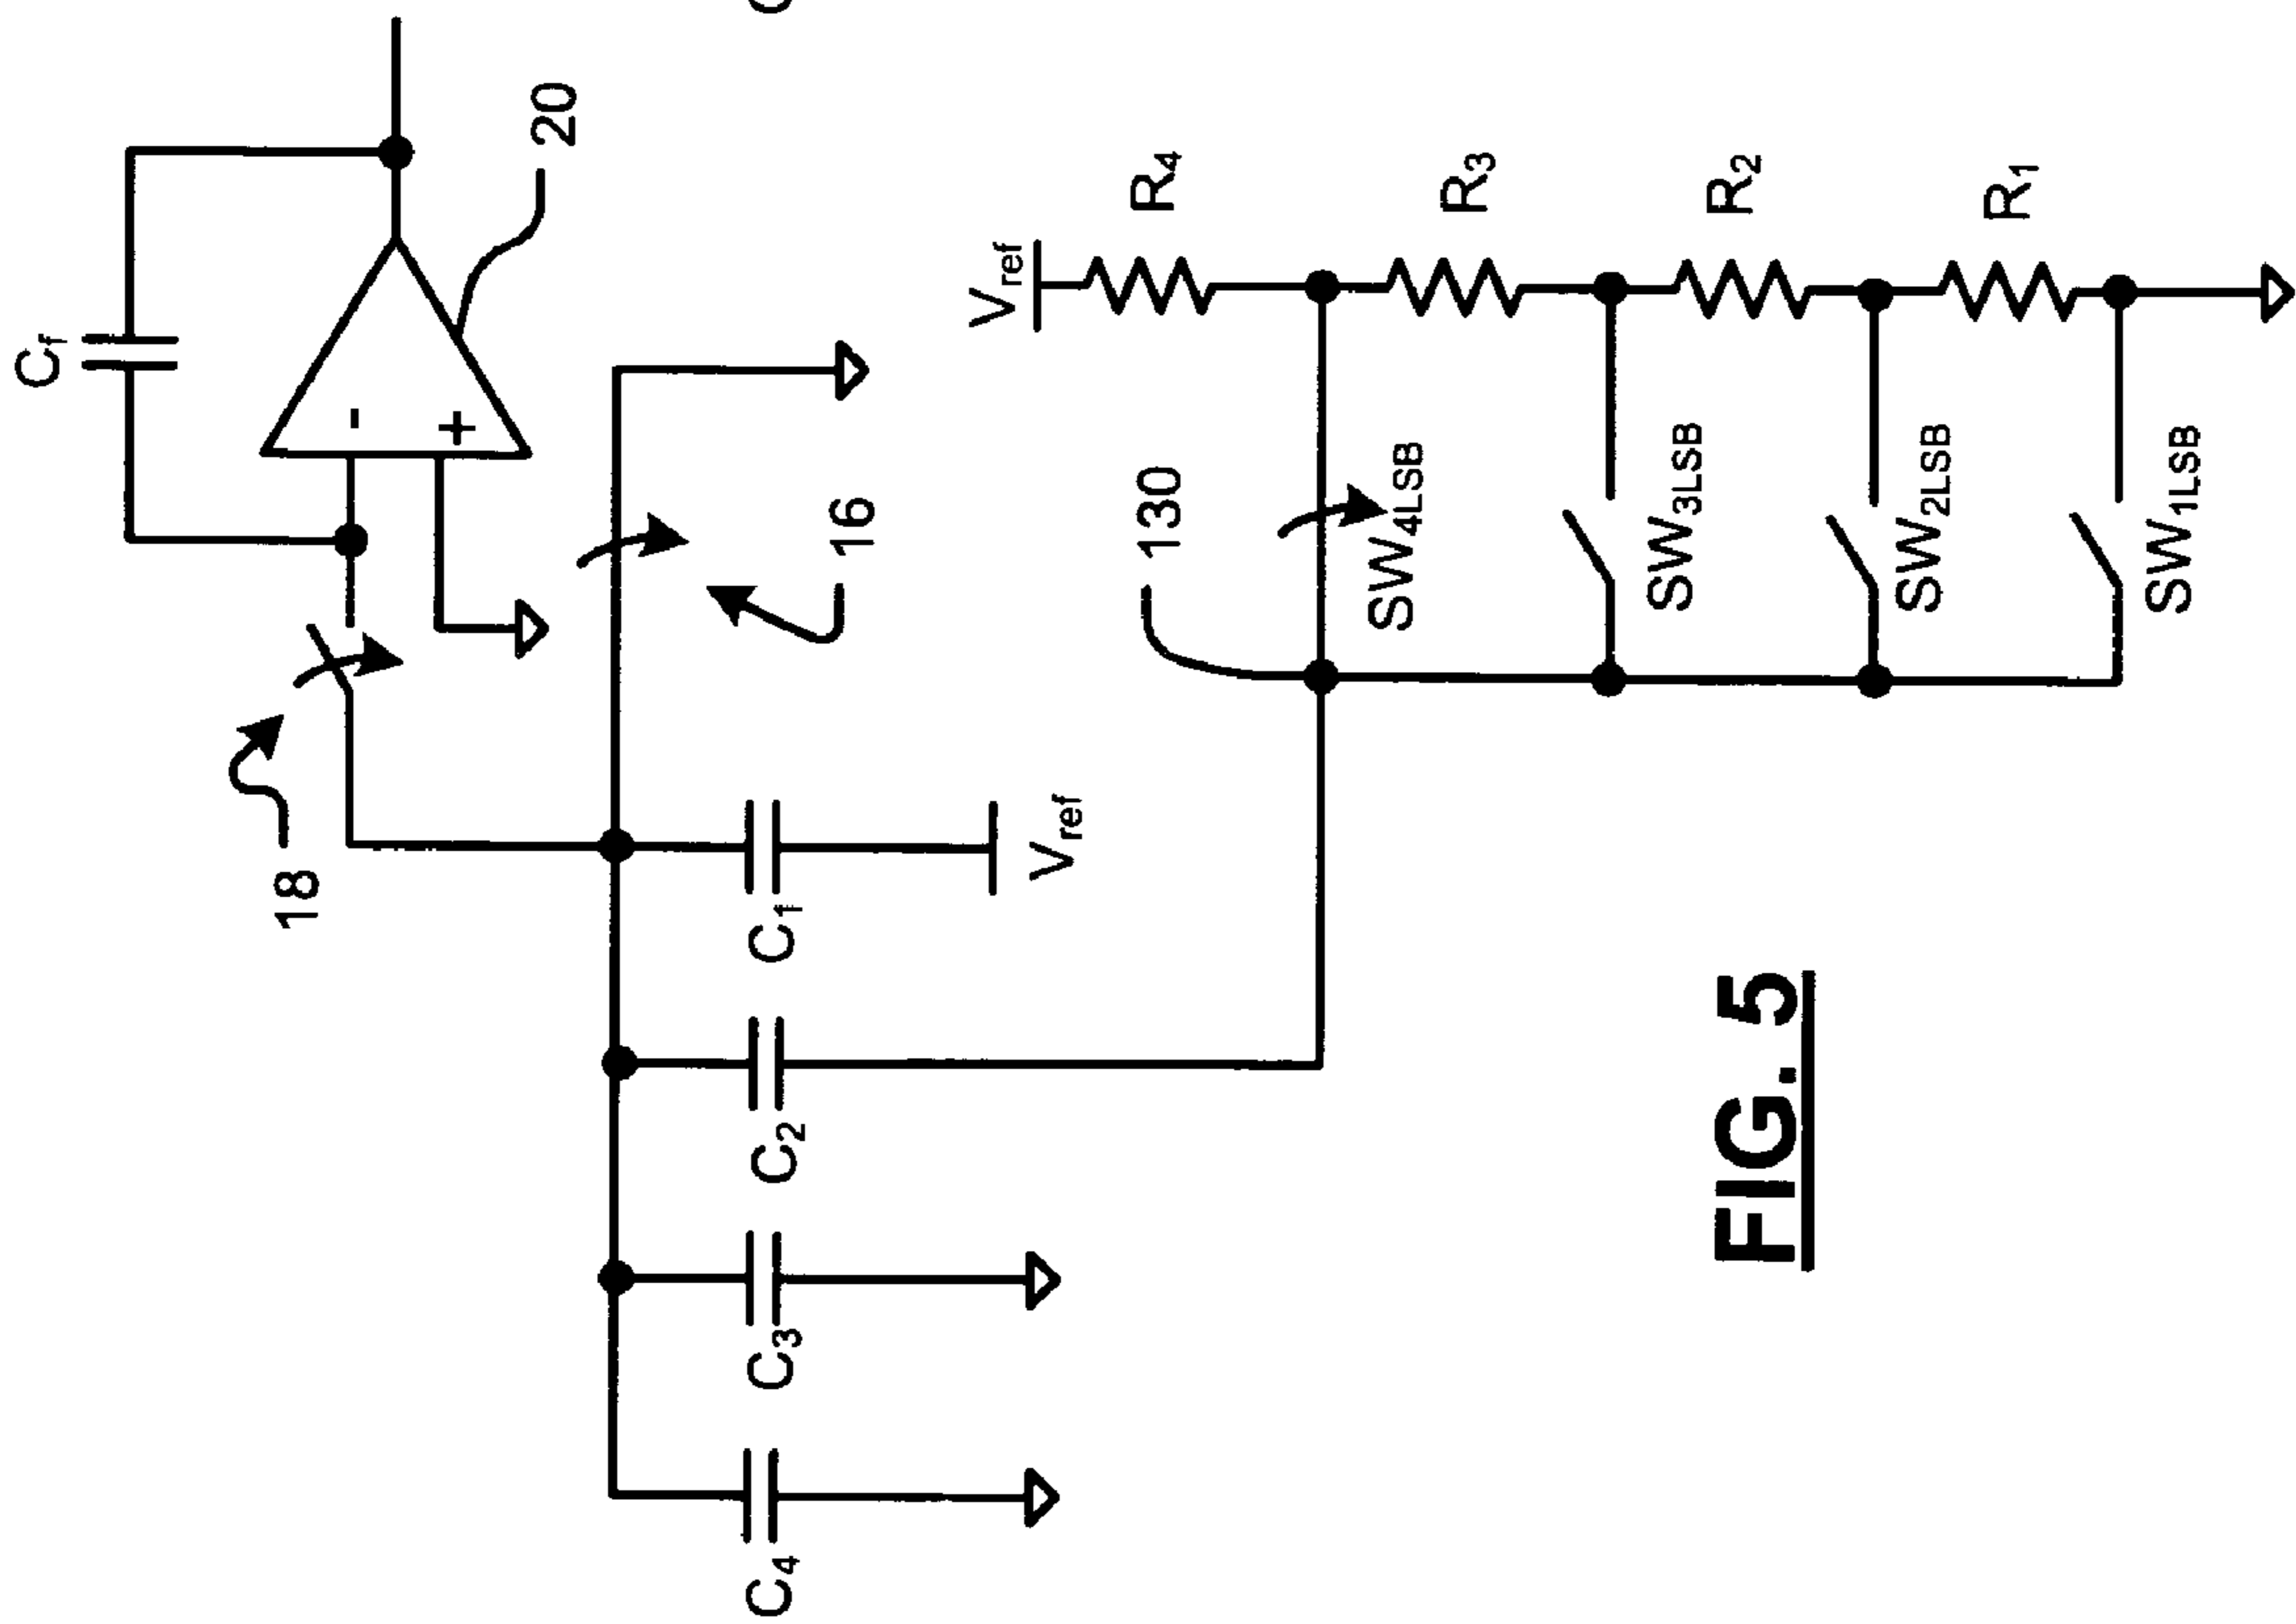 Cf
20
18
16
Vref
R4
R3
R2
R1
130
SW4LSB
SW3LSB
SW2LSB
SW1LSB
C1
Vref
C2
C3
C4
FIG. 5